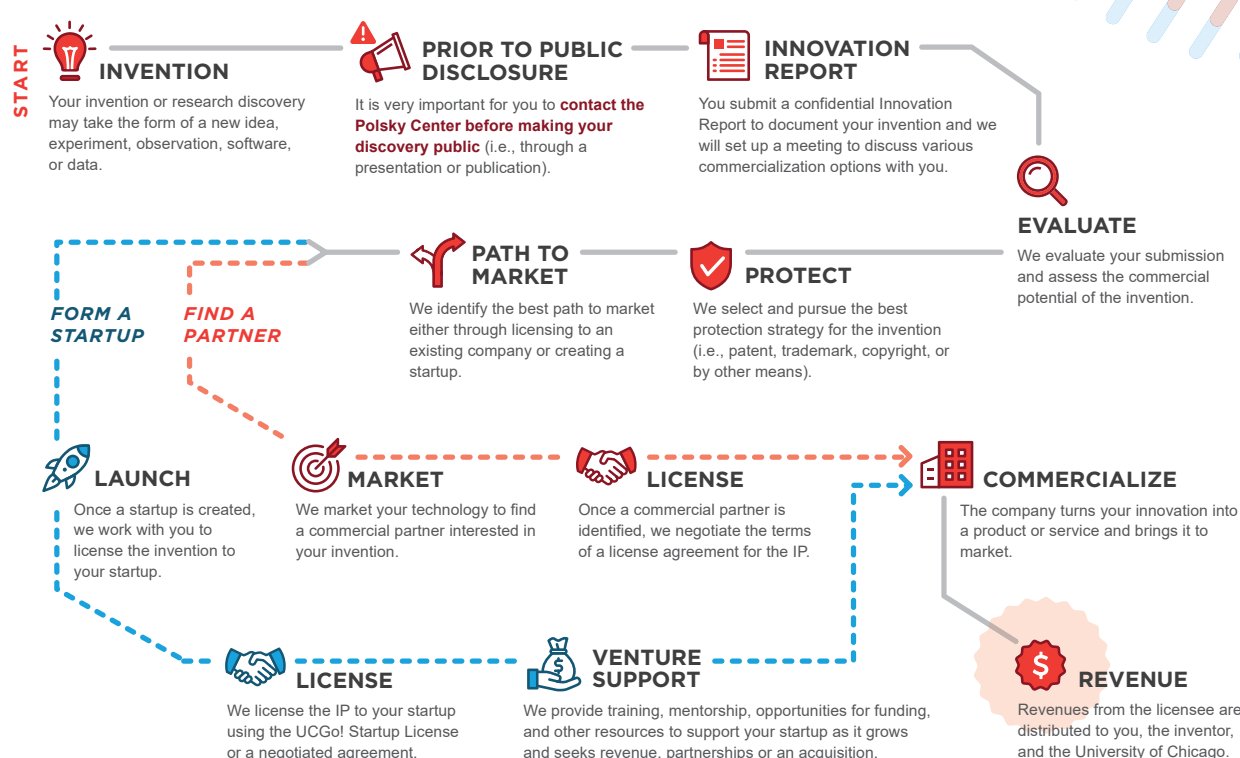 START
INVENTION
Your invention or research discovery
may take the form of a new idea,
experiment, observation, software,
or data.
PRIOR TO PUBLIC
DISCLOSURE
It is very important for you to contact the
Polsky Center before making your
discovery public (i.e., through a
presentation or publication).
INNOVATION
REPORT
You submit a confidential Innovation
Report to document your invention and we
will set up a meeting to discuss various
commercialization options with you.
EVALUATE
We evaluate your submission
and assess the commercial
potential of the invention.
PROTECT
We select and pursue the best
protection strategy for the invention
(i.e., patent, trademark, copyright, or
by other means).
PATH TO
MARKET
We identify the best path to market
either through licensing to an
existing company or creating a
startup.
FORM A
STARTUP
FIND A
PARTNER
LAUNCH
Once a startup is created,
we work with you to
license the invention to
your startup.
MARKET
We market your technology to find
a commercial partner interested in
your invention.
LICENSE
Once a commercial partner is
identified, we negotiate the terms
of a license agreement for the IP.
COMMERCIALIZE
The company turns your innovation into
a product or service and brings it to
market.
LICENSE
We license the IP to your startup
using the UCGo! Startup License
or a negotiated agreement.
$
VENTURE
SUPPORT
We provide training, mentorship, opportunities for funding,
and other resources to support your startup as it grows
and seeks revenue, partnerships or an acquisition.
$
REVENUE
Revenues from the licensee are
distributed to you, the inventor,
and the University of Chicago.